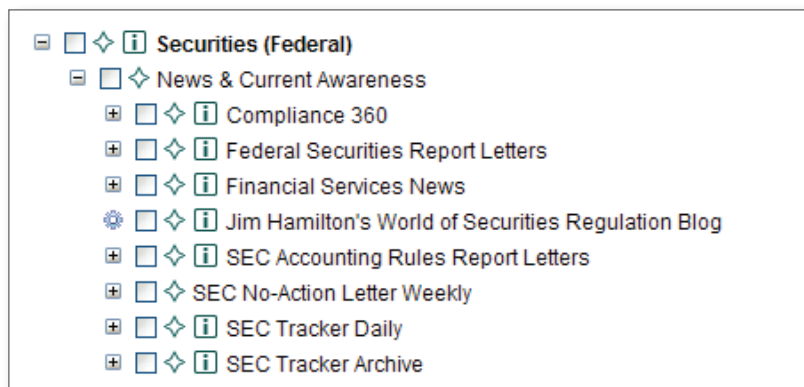 Securities (Federal)
News & Current Awareness
Compliance 360
Federal Securities Report Letters
Financial Services News
Jim Hamilton's World of Securities Regulation Blog
SEC Accounting Rules Report Letters
SEC No-Action Letter Weekly
SEC Tracker Daily
SEC Tracker Archive